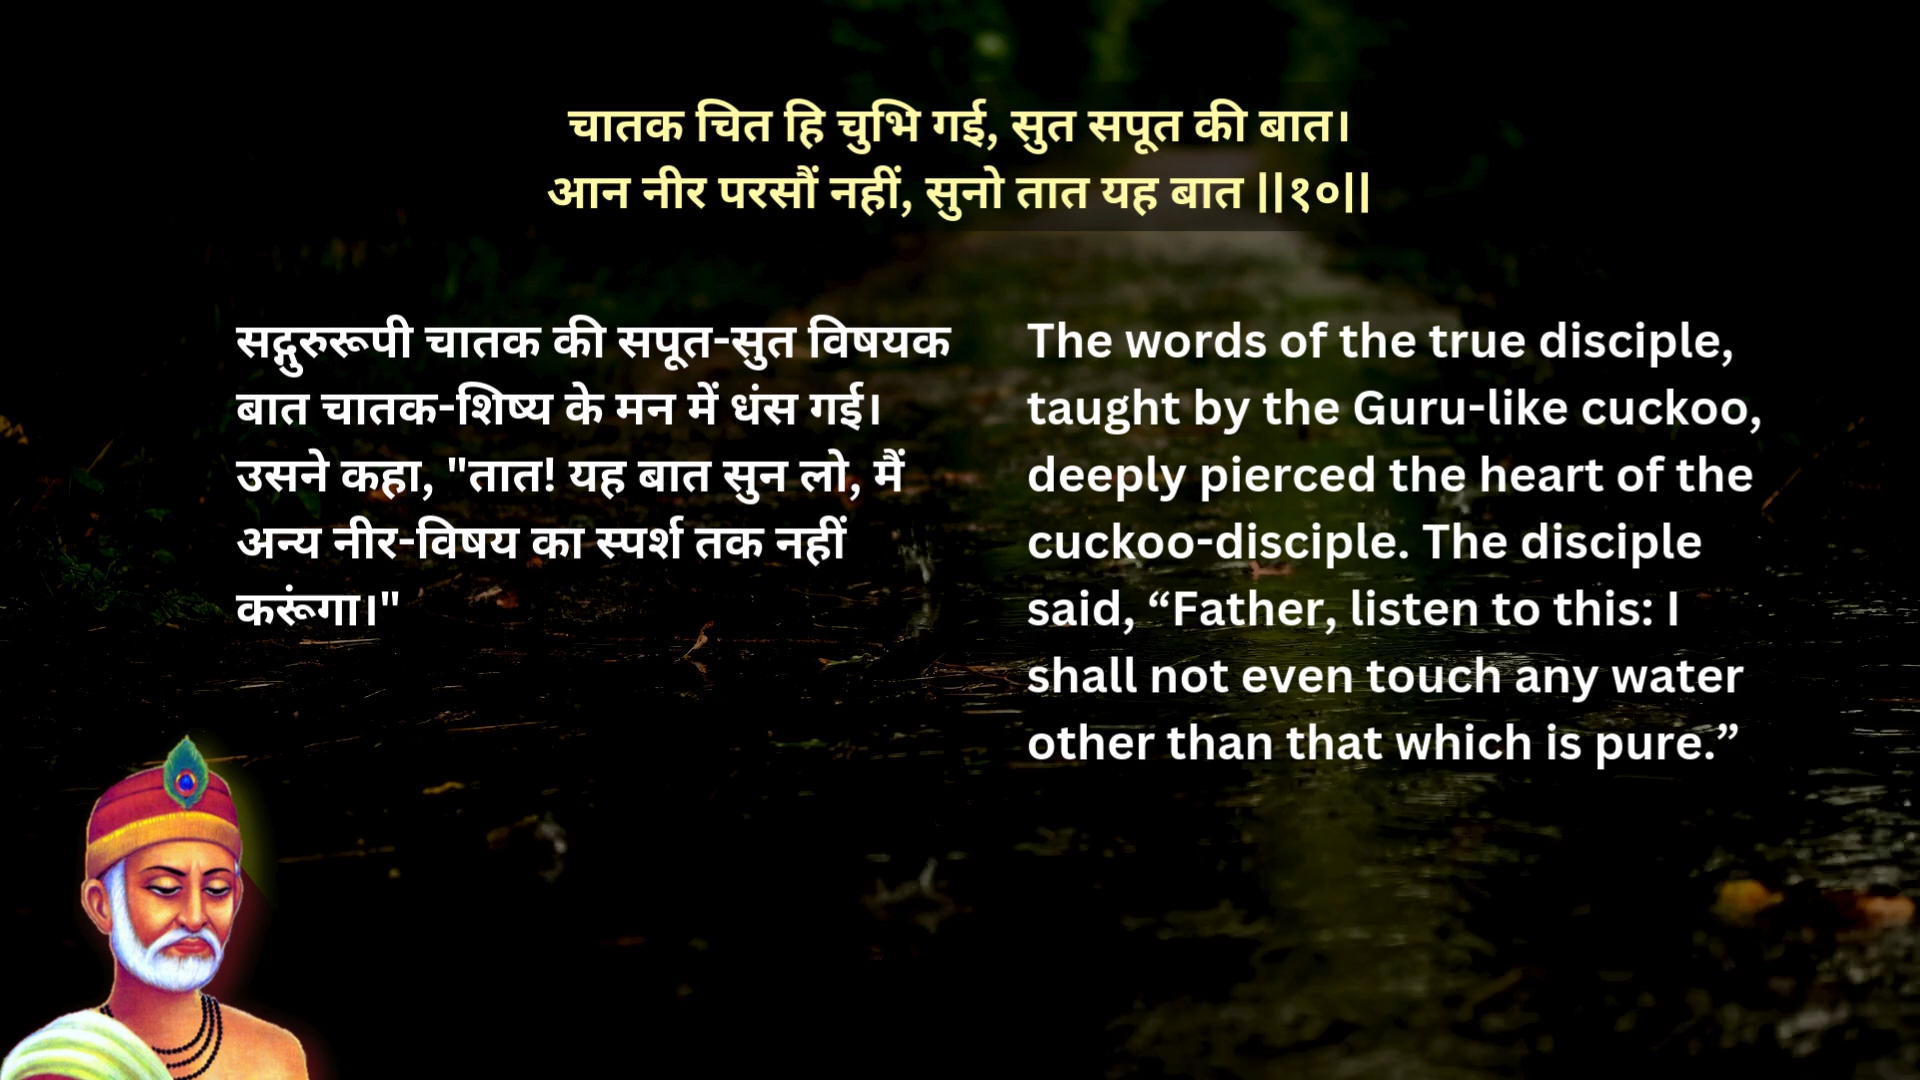 चातक चित हि चुभि गई, सुत सपूत की बात।
आन नीर परसौं नहीं, सुनो तात यह बात ||१०||
सद्गुरुरूपी चातक की सपूत-सुत विषयक
बात चातक-शिष्य के मन में धंस गई।
उसने कहा, "तात! यह बात सुन लो, मैं
अन्य नीर-विषय का स्पर्श तक नहीं
करूंगा।"
The words of the true disciple,
taught by the Guru-like cuckoo,
deeply pierced the heart of the
cuckoo-disciple. The disciple
said, “Father, listen to this: I
shall not even touch any water
other than that which is pure.”